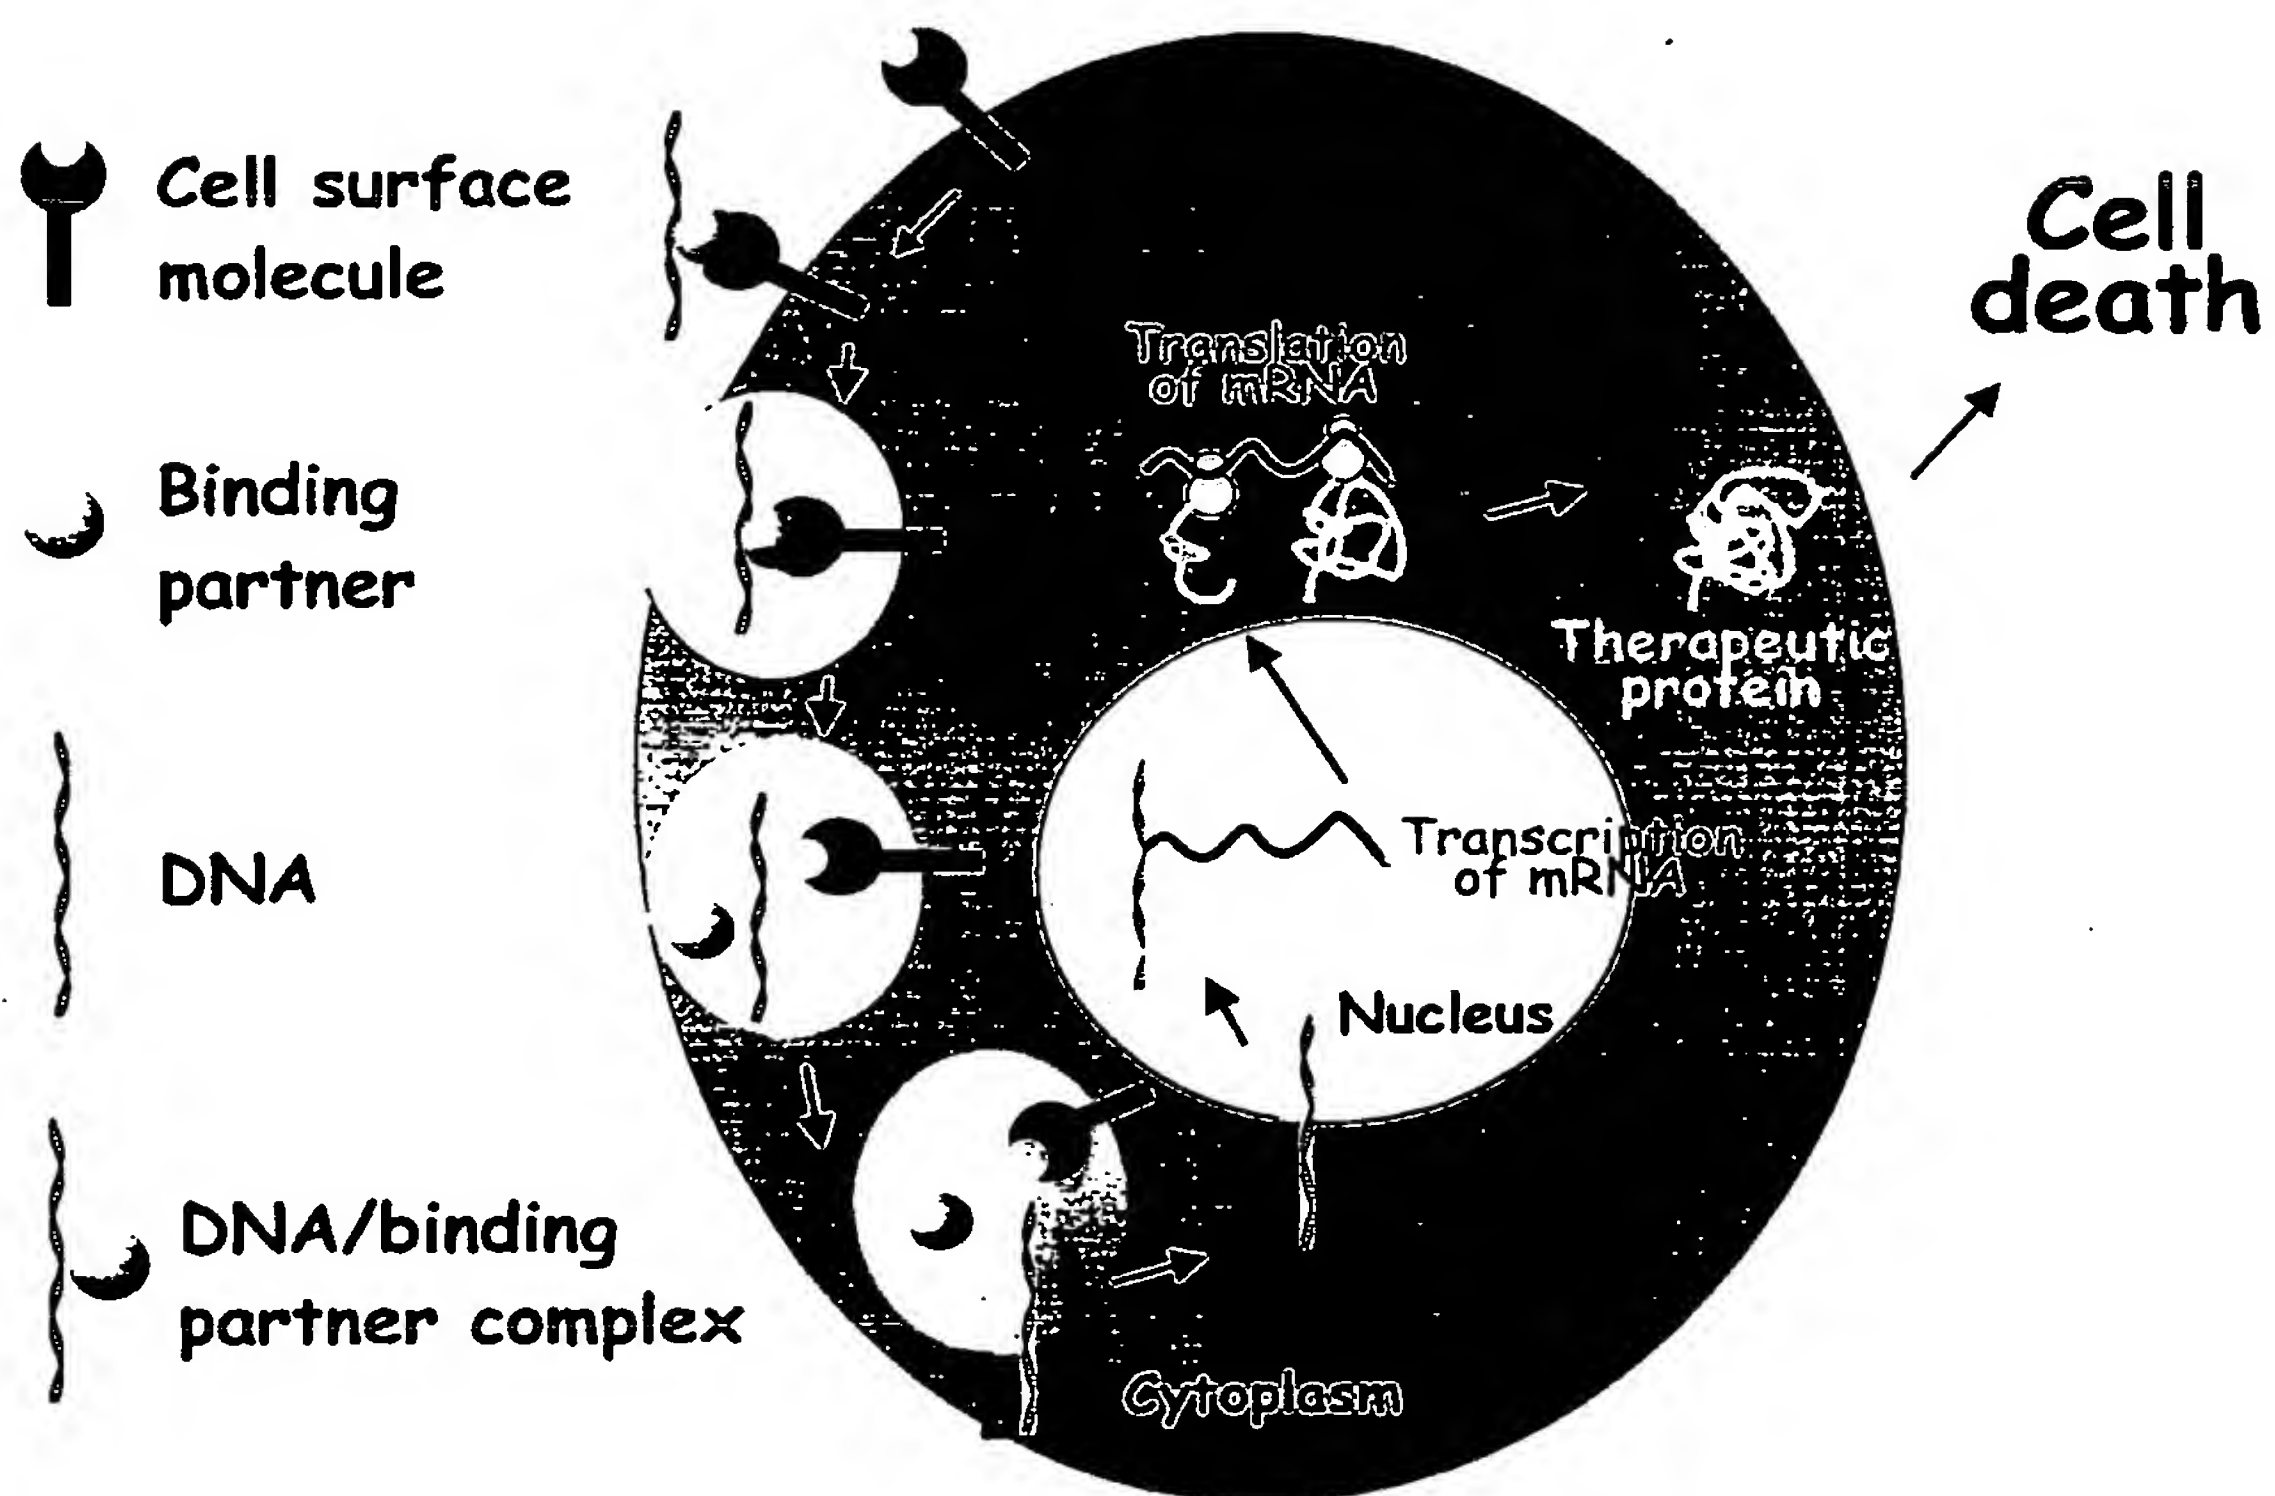 Cell surface
molecule
Binding
partner
DNA
DNA/binding
partner complex
Translation
of mRNA
Therapeutic
protein
Transcription
of mRNA
Nucleus
Cytoplasm
Cell
death